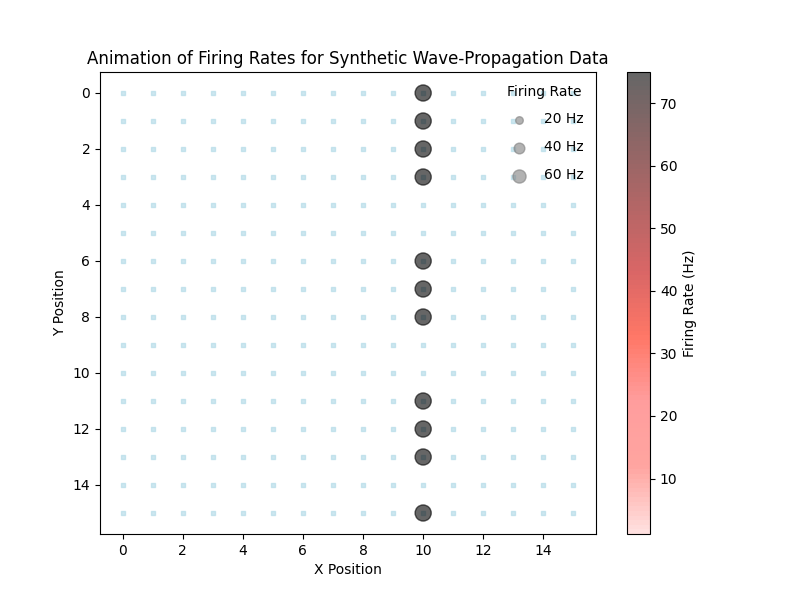 Animation of Firing Rates for Synthetic Wave-Propagation Data
Firing Rate
20 Hz
40 Hz
60 Hz
0
2
4
6
8
10
12
14
Y Position
0 2 4 6 8 10 12 14
X Position
70
60
50
40
30
20
10
Firing Rate (Hz)